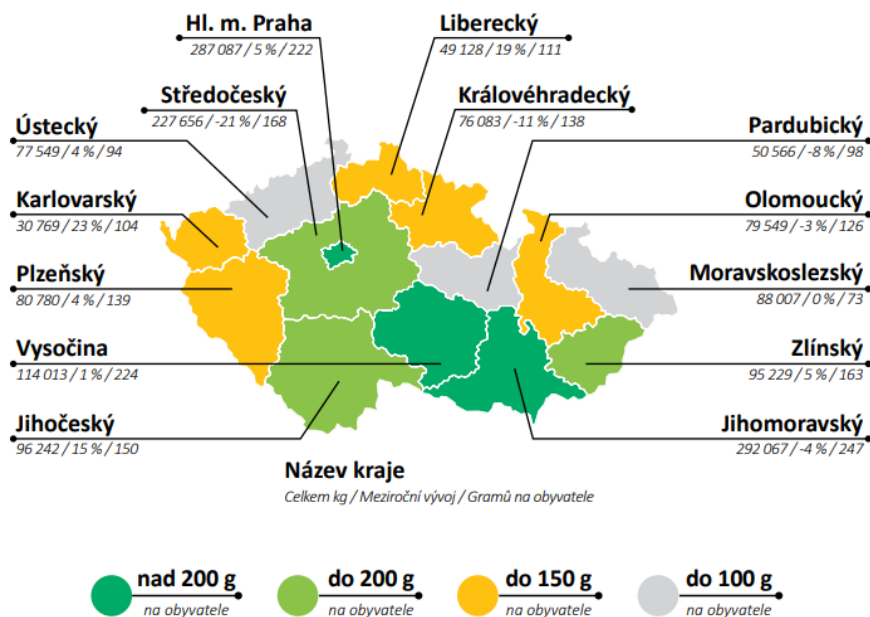 Hl. m. Praha
287 087 / 5 % / 222
Liberecký
49 128 / 19 % / 111
Středočeský
227 656 / -21 % / 168
Královéhradecký
76 083 / -11 % / 138
Ústecký
77 549 / 4 % / 94
Pardubický
50 566 / -8 % / 98
Karlovarský
30 769 / 23 % / 104
Olomoucký
79 549 / -3 % / 126
Plzeňský
80 780 / 4 % / 139
Moravskoslezský
88 007 / 0 % / 73
Vysočina
114 013 / 1 % / 224
Zlínský
95 229 / 5 % / 163
Jihočeský
96 242 / 15 % / 150
Jihomoravský
292 067 / -4 % / 247
Název kraje
Celkem kg / Meziroční vývoj / Gramů na obyvatele
nad 200 g
na obyvatele
do 200 g
na obyvatele
do 150 g
na obyvatele
do 100 g
na obyvatele